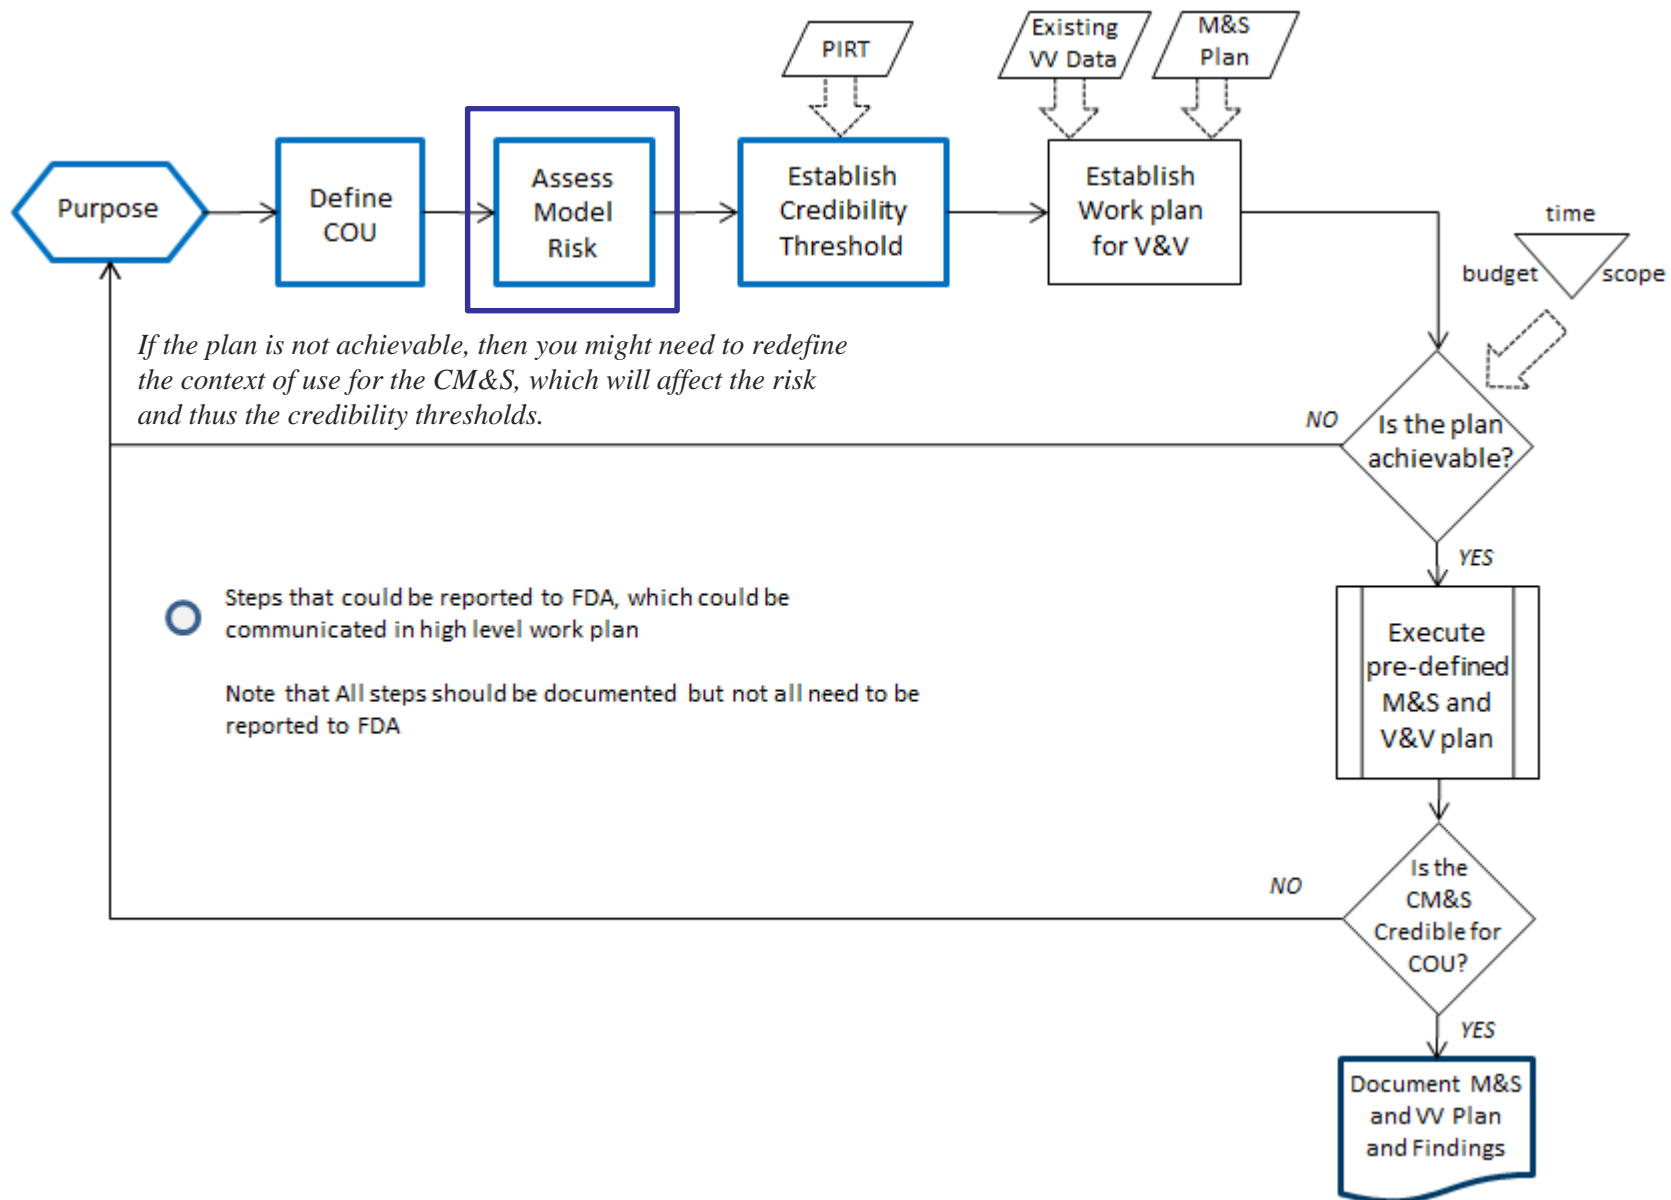 PIRT
Existing
VV Data
M&S
Plan
Purpose
Define
COU
Assess
Model
Risk
Establish
Credibility
Threshold
Establish
Work plan
for V&V
time
budget
scope
If the plan is not achievable, then you might need to redefine
the context of use for the CM&S, which will affect the risk
and thus the credibility thresholds.
NO
Is the plan
achievable?
YES
Steps that could be reported to FDA, which could be
communicated in high level work plan
Note that All steps should be documented but not all need to be
reported to FDA
Execute
pre-defined
M&S and
V&V plan
NO
Is the
CM&S
Credible for
COU?
YES
Document M&S
and VV Plan
and Findings